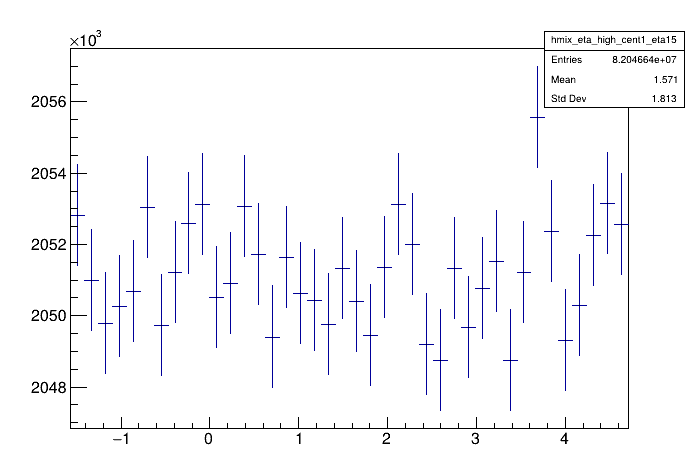 ×10³
hmix_eta_high_cent1_eta15
Entries 8.204664e+07
Mean 1.571
Std Dev 1.813
2056
2054
2052
2050
2048
−1 0 1 2 3 4